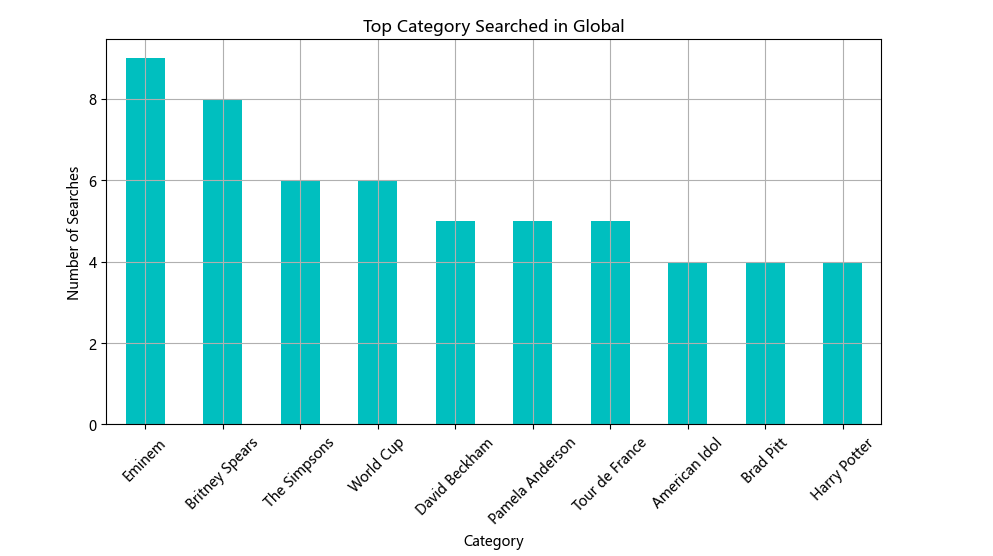 Top Category Searched in Global
Number of Searches
8
6
4
2
0
Eminem
Britney Spears
The Simpsons
World Cup
David Beckham
Pamela Anderson
Tour de France
American Idol
Brad Pitt
Harry Potter
Category